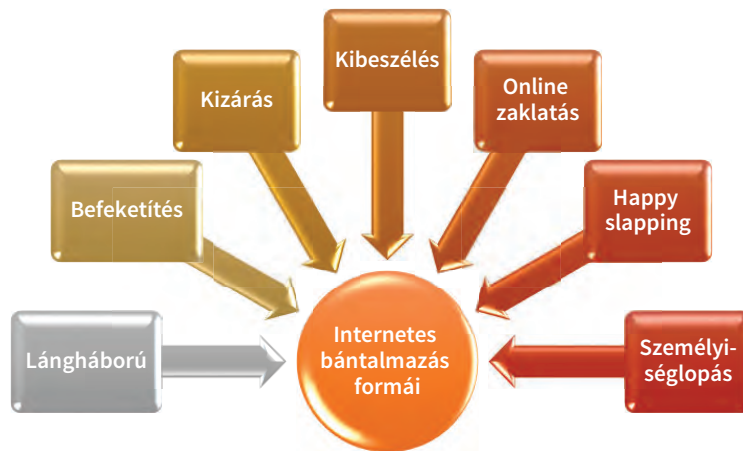 Kibeszélés
Kizárás
Online
zaklatás
Befeketítés
Happy
slapping
Lángháború
Internetes
bántalmazás
formái
Személyi-
séglopás